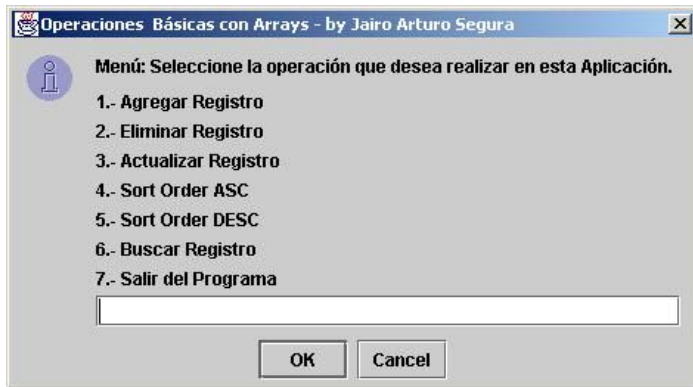 Operaciones Básicas con Arrays - by Jairo Arturo Segura
Menú: Seleccione la operación que desea realizar en esta Aplicación.
1.- Agregar Registro
2.- Eliminar Registro
3.- Actualizar Registro
4.- Sort Order ASC
5.- Sort Order DESC
6.- Buscar Registro
7.- Salir del Programa
OK
Cancel